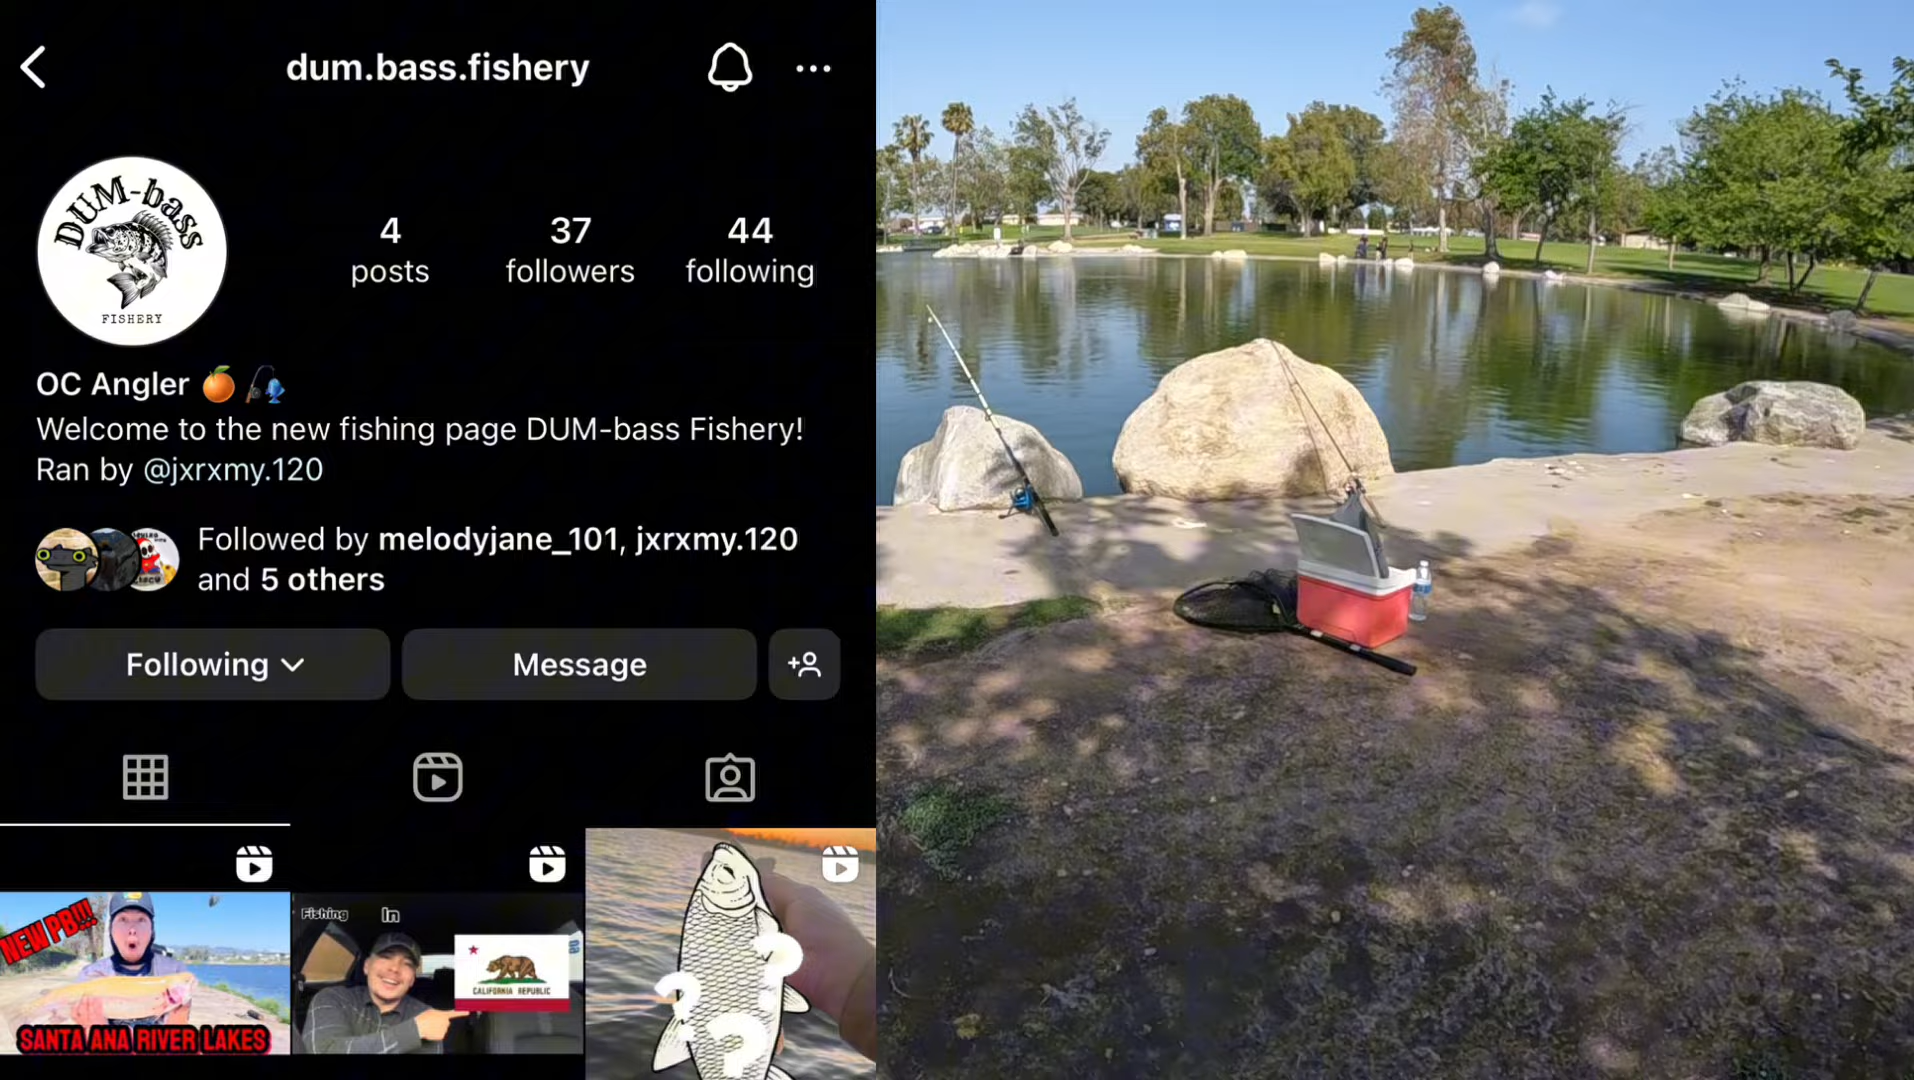 dum.bass.fishery
DUM-bass
FISHERY
4
posts
37
followers
44
following
OC Angler
Welcome to the new fishing page DUM-bass Fishery!
Ran by @jxrxmy.120
Followed by melodyjane_101, jxrxmy.120
and 5 others
Following
Message
NEW PB!!!
SANTA ANA RIVER LAKES
Fishing In
CALIFORNIA REPUBLIC
? ? ?